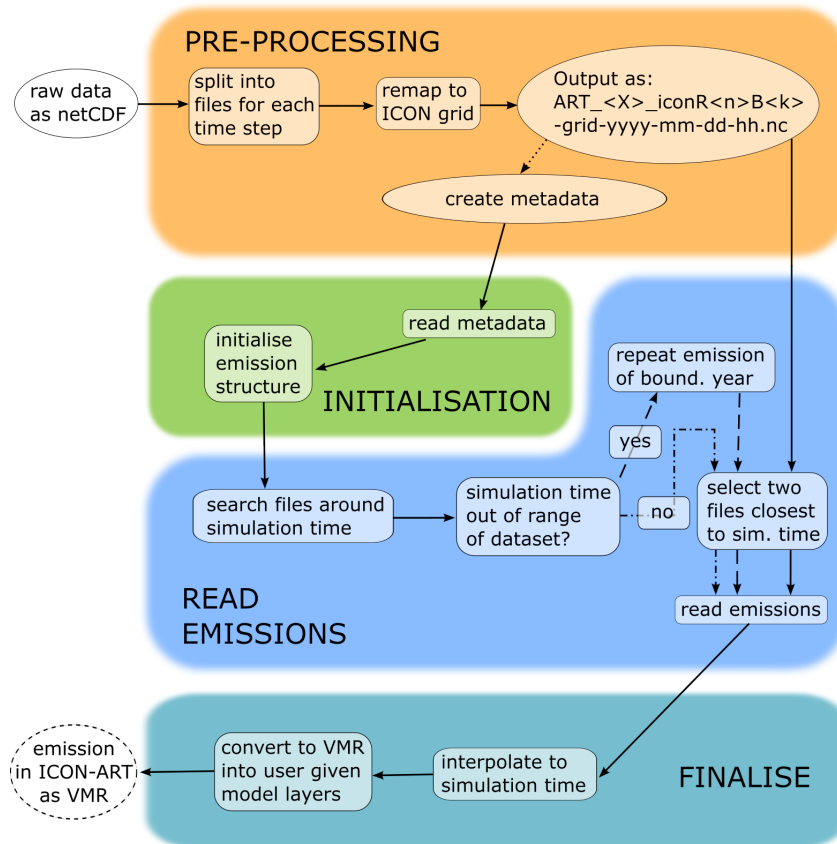 PRE-PROCESSING
raw data
as netCDF
split into
files for each
time step
remap to
ICON grid
Output as:
ART_<X>_iconR<n>B<k>
-grid-yyyy-mm-dd-hh.nc
create metadata
read metadata
initialise
emission
structure
INITIALISATION
repeat emission
of bound. year
yes
no
search files around
simulation time
simulation time
out of range
of dataset?
select two
files closest
to sim. time
read emissions
READ
EMISSIONS
emission
in ICON-ART
as VMR
convert to VMR
into user given
model layers
interpolate to
simulation time
FINALISE